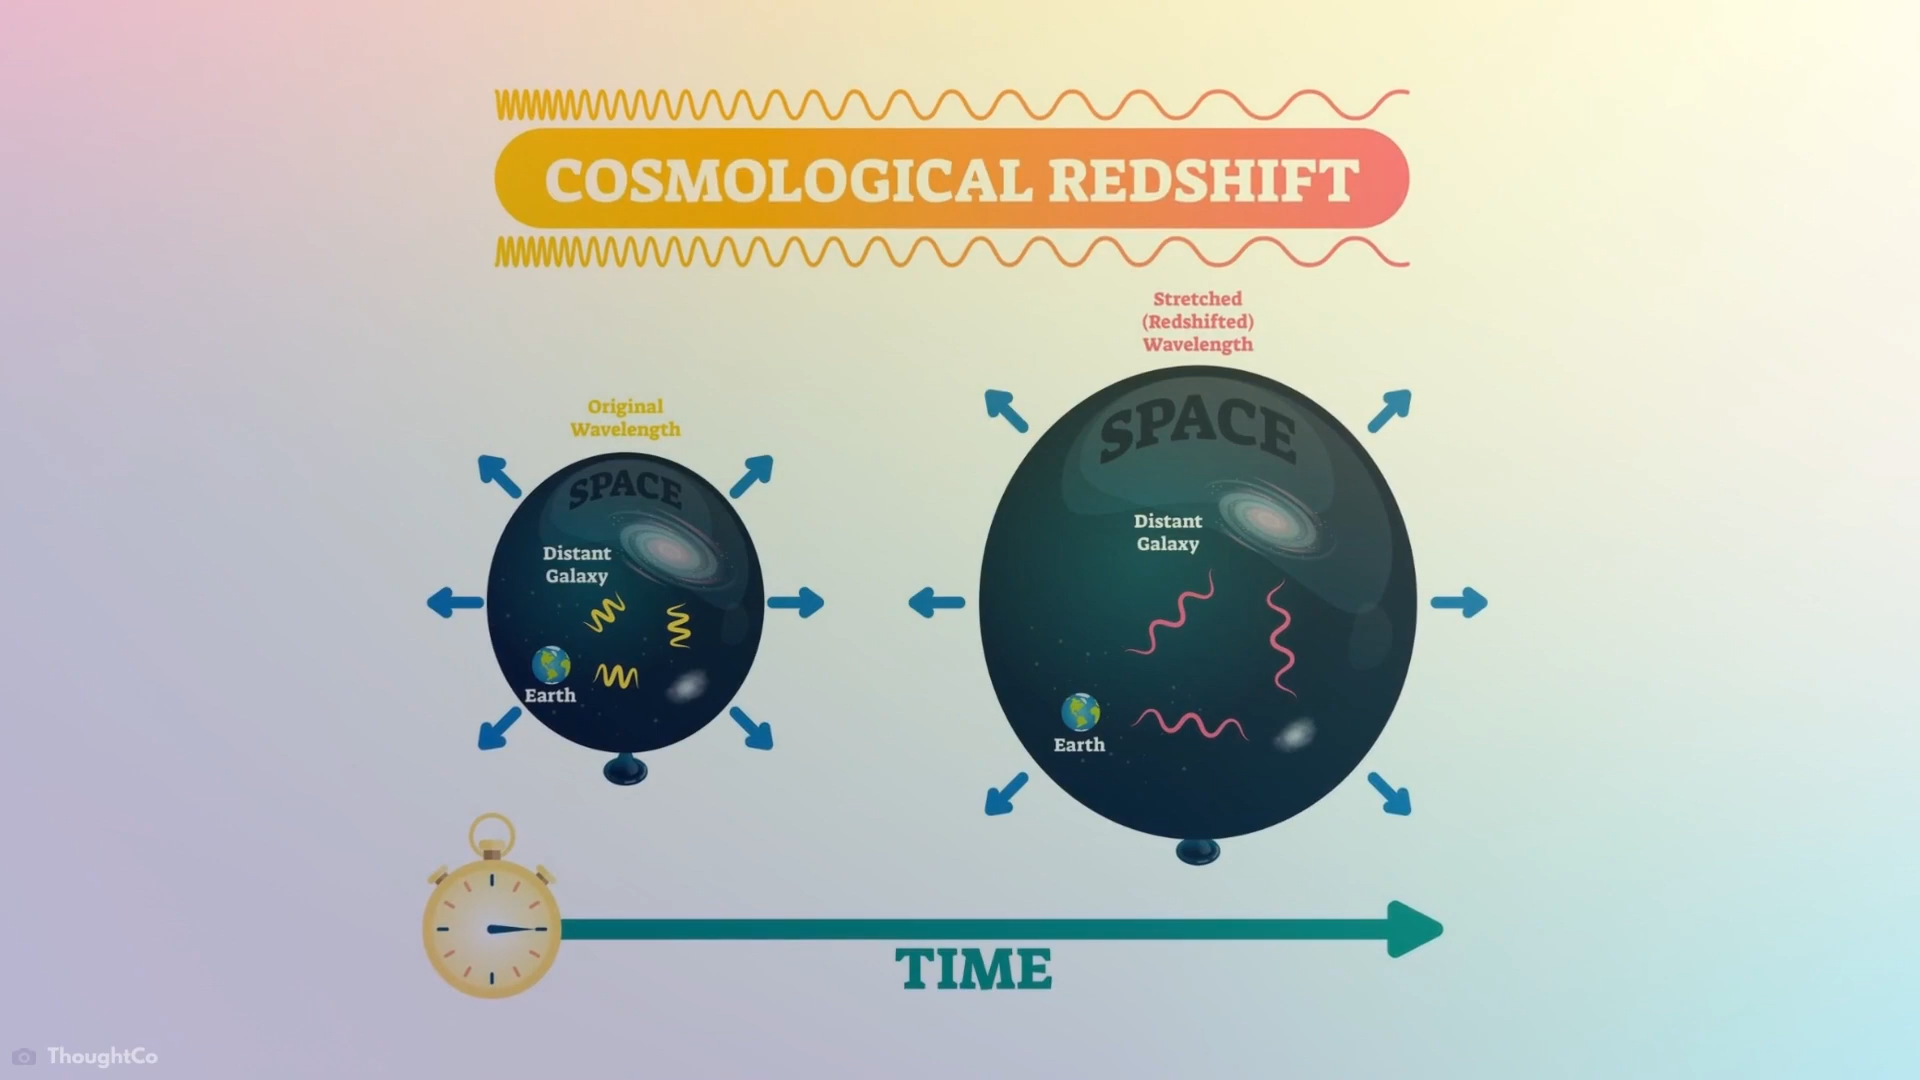 COSMOLOGICAL REDSHIFT
Stretched
(Redshifted)
Wavelength
Original
Wavelength
SPACE
Distant
Galaxy
Earth
SPACE
Distant
Galaxy
Earth
TIME
ThoughtCo